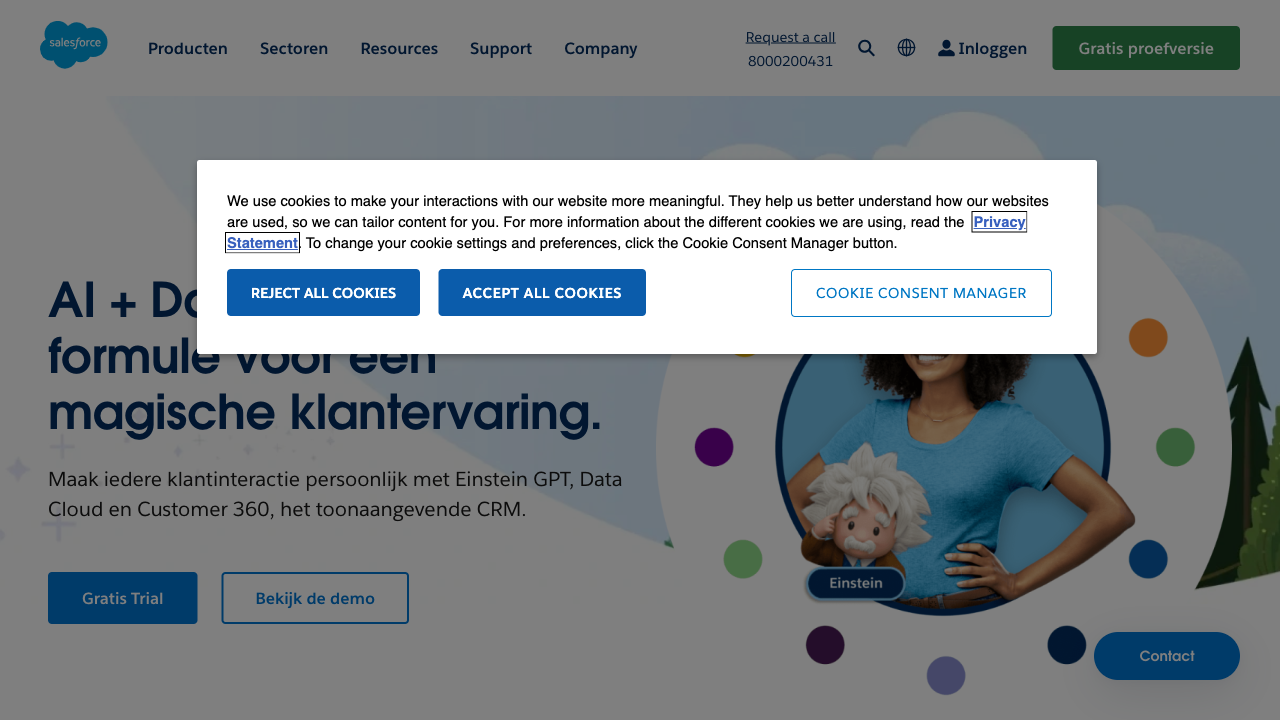 salesforce
Producten
Sectoren
Resources
Support
Company
Request a call
8000200431
Inloggen
Gratis proefversie
We use cookies to make your interactions with our website more meaningful. They help us better understand how our websites
are used, so we can tailor content for you. For more information about the different cookies we are using, read the Privacy
Statement. To change your cookie settings and preferences, click the Cookie Consent Manager button.
REJECT ALL COOKIES
ACCEPT ALL COOKIES
COOKIE CONSENT MANAGER
AI +
formule voor een
magische klantervaring.
Maak iedere klantinteractie persoonlijk met Einstein GPT, Data
Cloud en Customer 360, het toonaangevende CRM.
Gratis Trial
Bekijk de demo
Einstein
Contact